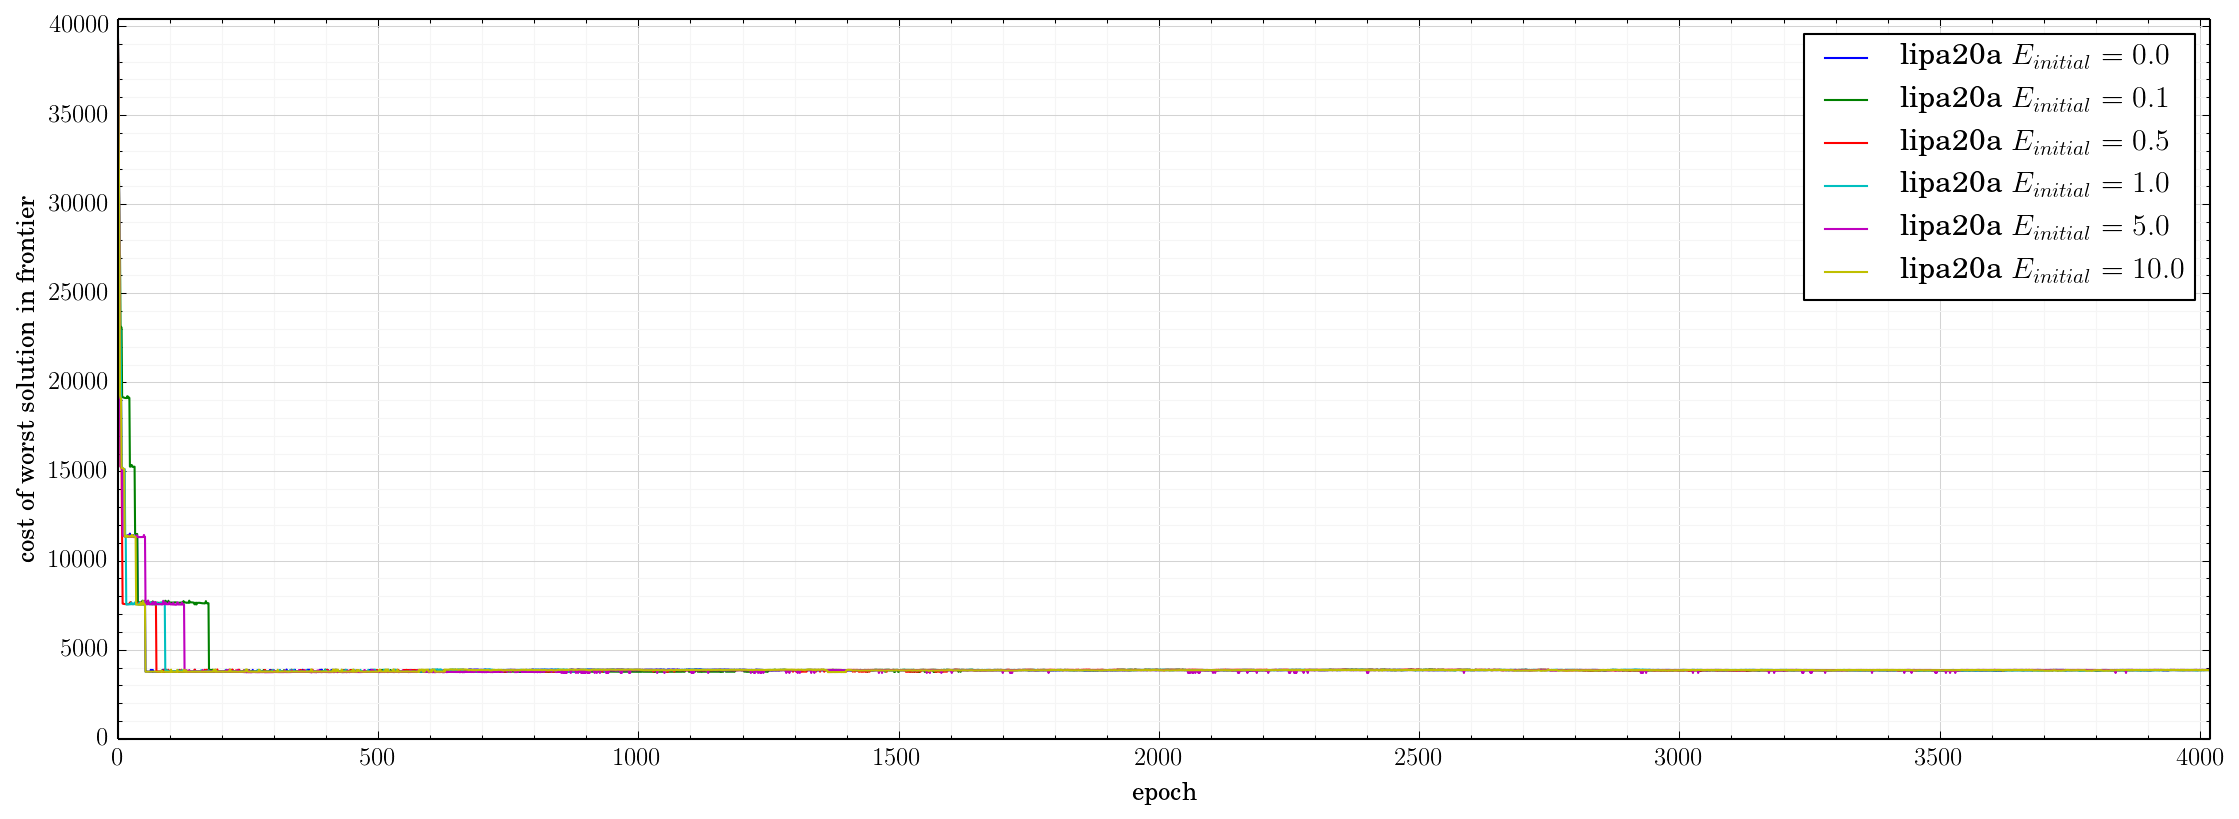 40000
35000
30000
25000
20000
15000
10000
5000
0
cost of worst solution in frontier
0 500 1000 1500 2000 2500 3000 3500 4000
epoch
lipa20a E_initial = 0.0
lipa20a E_initial = 0.1
lipa20a E_initial = 0.5
lipa20a E_initial = 1.0
lipa20a E_initial = 5.0
lipa20a E_initial = 10.0